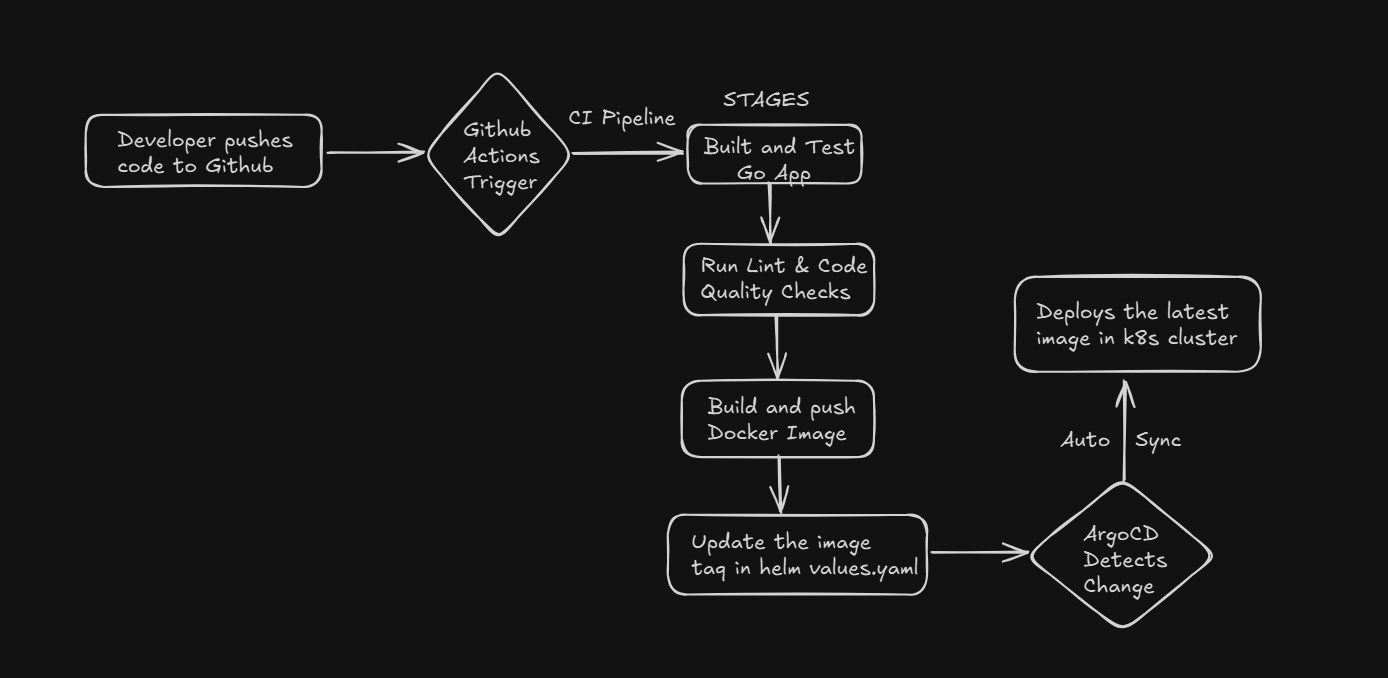 Developer pushes
code to Github
Github
Actions
Trigger
CI Pipeline
STAGES
Built and Test
Go App
Run Lint & Code
Quality Checks
Build and push
Docker Image
Update the image
tag in helm values.yaml
ArgoCD
Detects
Change
Auto Sync
Deploys the latest
image in k8s cluster